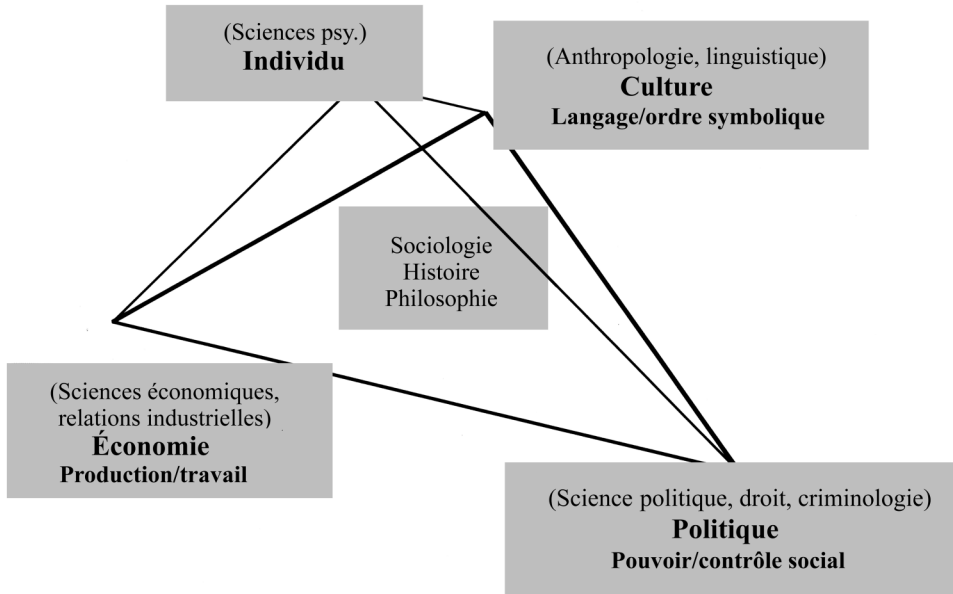 (Sciences psy.)
Individu
(Anthropologie, linguistique)
Culture
Langage/ordre symbolique
Sociologie
Histoire
Philosophie
(Sciences économiques,
relations industrielles)
Économie
Production/travail
(Science politique, droit, criminologie)
Politique
Pouvoir/contrôle social